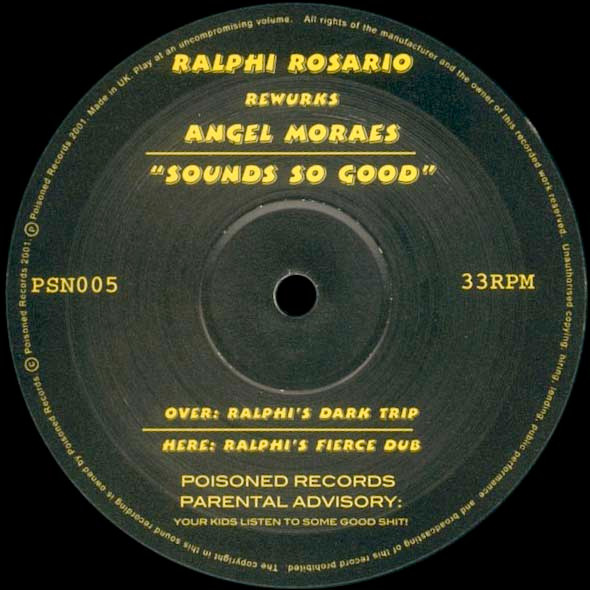 RALPHI ROSARIO
REWURKS
ANGEL MORAES
"SOUNDS SO GOOD"
PSN005
33RPM
OVER: RALPHI'S DARK TRIP
HERE: RALPHI'S FIERCE DUB
POISONED RECORDS
PARENTAL ADVISORY:
YOUR KIDS LISTEN TO SOME GOOD SHIT!
Ⓟ Poisoned Records 2001. Made in UK. Play at an uncompromising volume. All rights of the manufacturer and the owner of this recorded work reserved. Unauthorised copying, hiring, lending, public performance and broadcasting of this record prohibited. The copyright in this sound recording is owned by Poisoned Records. © Poisoned Records 2001.